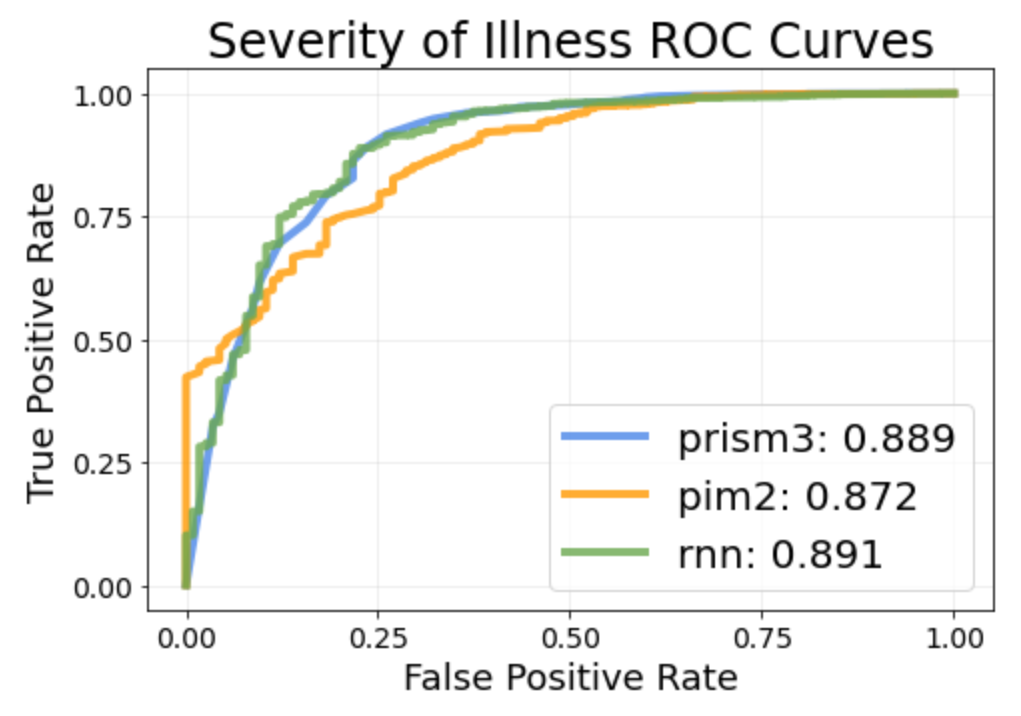 Severity of Illness ROC Curves
True Positive Rate
1.00
0.75
0.50
0.25
0.00
prism3: 0.889
pim2: 0.872
rnn: 0.891
0.00 0.25 0.50 0.75 1.00
False Positive Rate